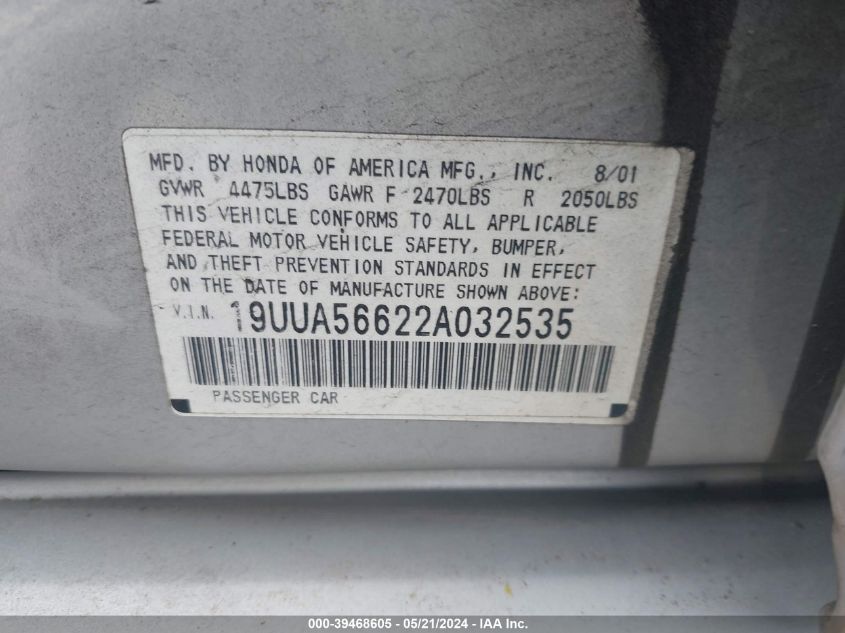 MFD. BY HONDA OF AMERICA MFG., INC. 8/01
GVWR 4475LBS GAWR F 2470LBS R 2050LBS
THIS VEHICLE CONFORMS TO ALL APPLICABLE
FEDERAL MOTOR VEHICLE SAFETY, BUMPER,
AND THEFT PREVENTION STANDARDS IN EFFECT
ON THE DATE OF MANUFACTURE SHOWN ABOVE:
V.I.N. 19UUA56622A032535
PASSENGER CAR
000-39468605 - 05/21/2024 - IAA Inc.